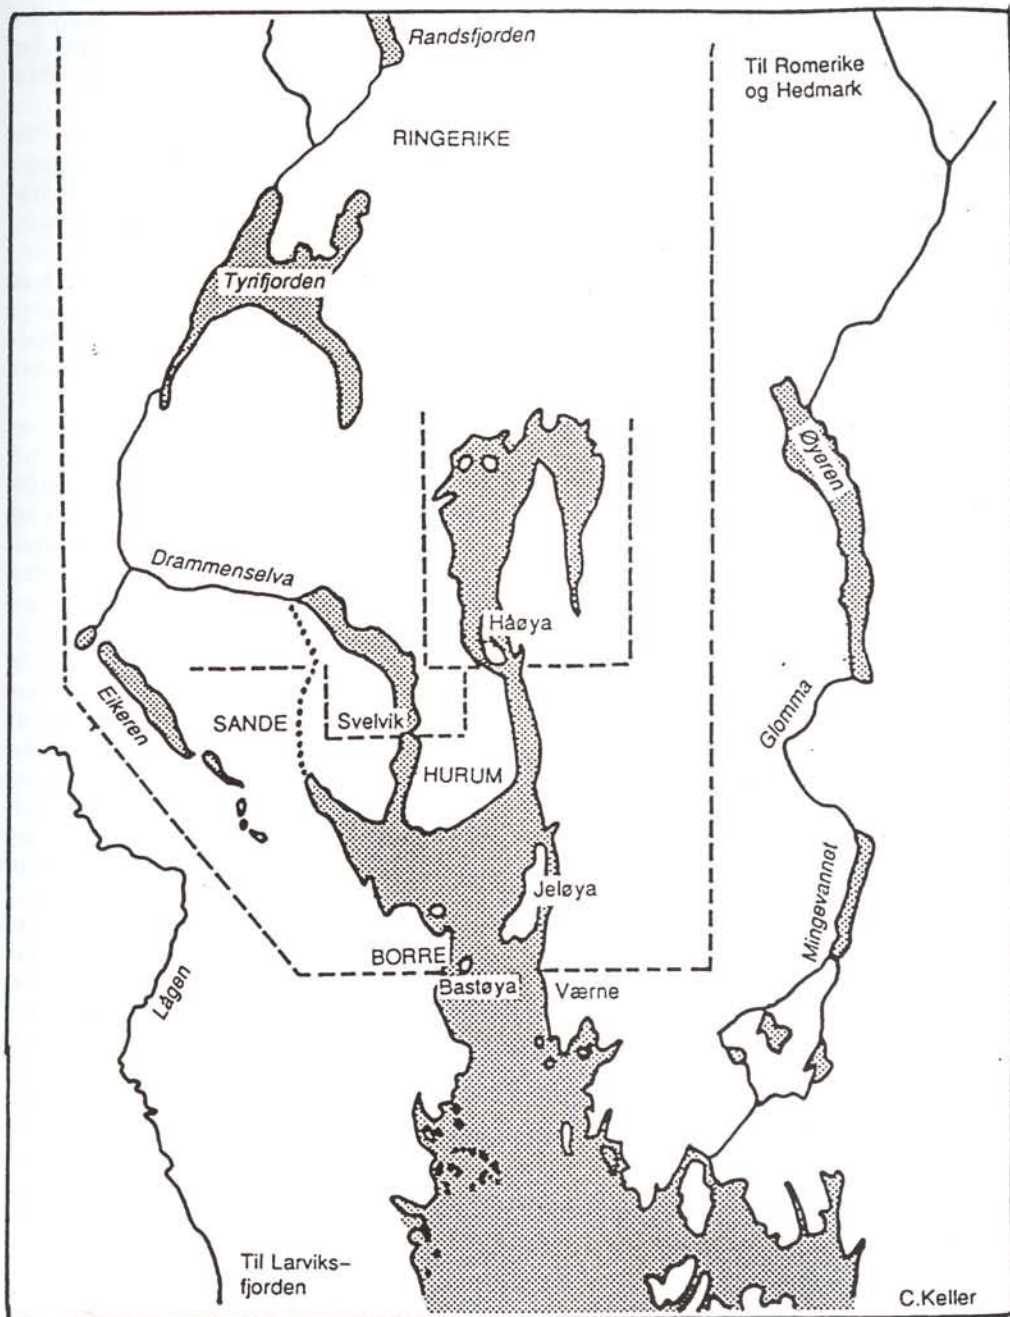 Randsfjorden
Til Romerike
og Hedmark
RINGERIKE
Tyrifjorden
Øyeren
Drammenselva
Håøya
Eikeren
SANDE
Svelvik
Glomma
HURUM
Jeløya
Mingevannet
BORRE
Bastøya
Værne
Lågen
Til Larviks-
fjorden
C.Keller